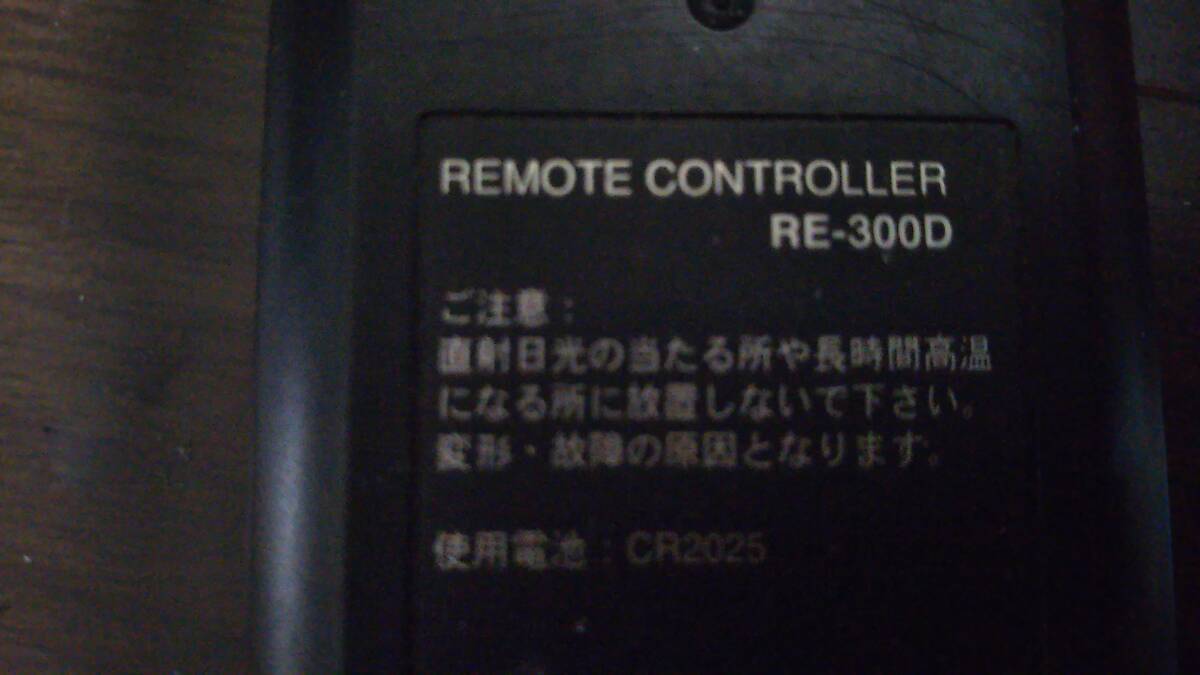 REMOTE CONTROLLER
RE-300D
ご注意：
直射日光の当たる所や長時間高温
になる所に放置しないで下さい。
変形・故障の原因となります。
使用電池：CR2025